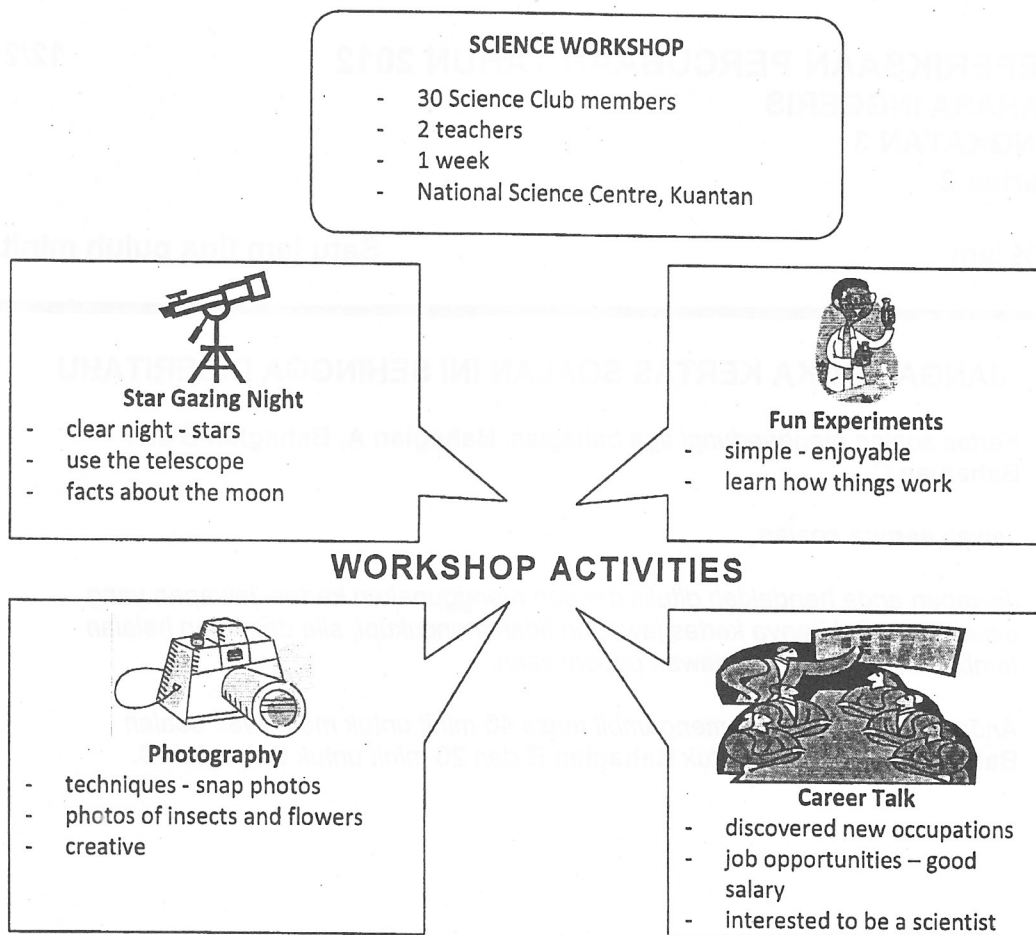 SCIENCE WORKSHOP
- 30 Science Club members
- 2 teachers
- 1 week
- National Science Centre, Kuantan
Star Gazing Night
- clear night - stars
- use the telescope
- facts about the moon
Fun Experiments
- simple - enjoyable
- learn how things work
WORKSHOP ACTIVITIES
Photography
- techniques - snap photos
- photos of insects and flowers
- creative
Career Talk
- discovered new occupations
- job opportunities – good
salary
- interested to be a scientist